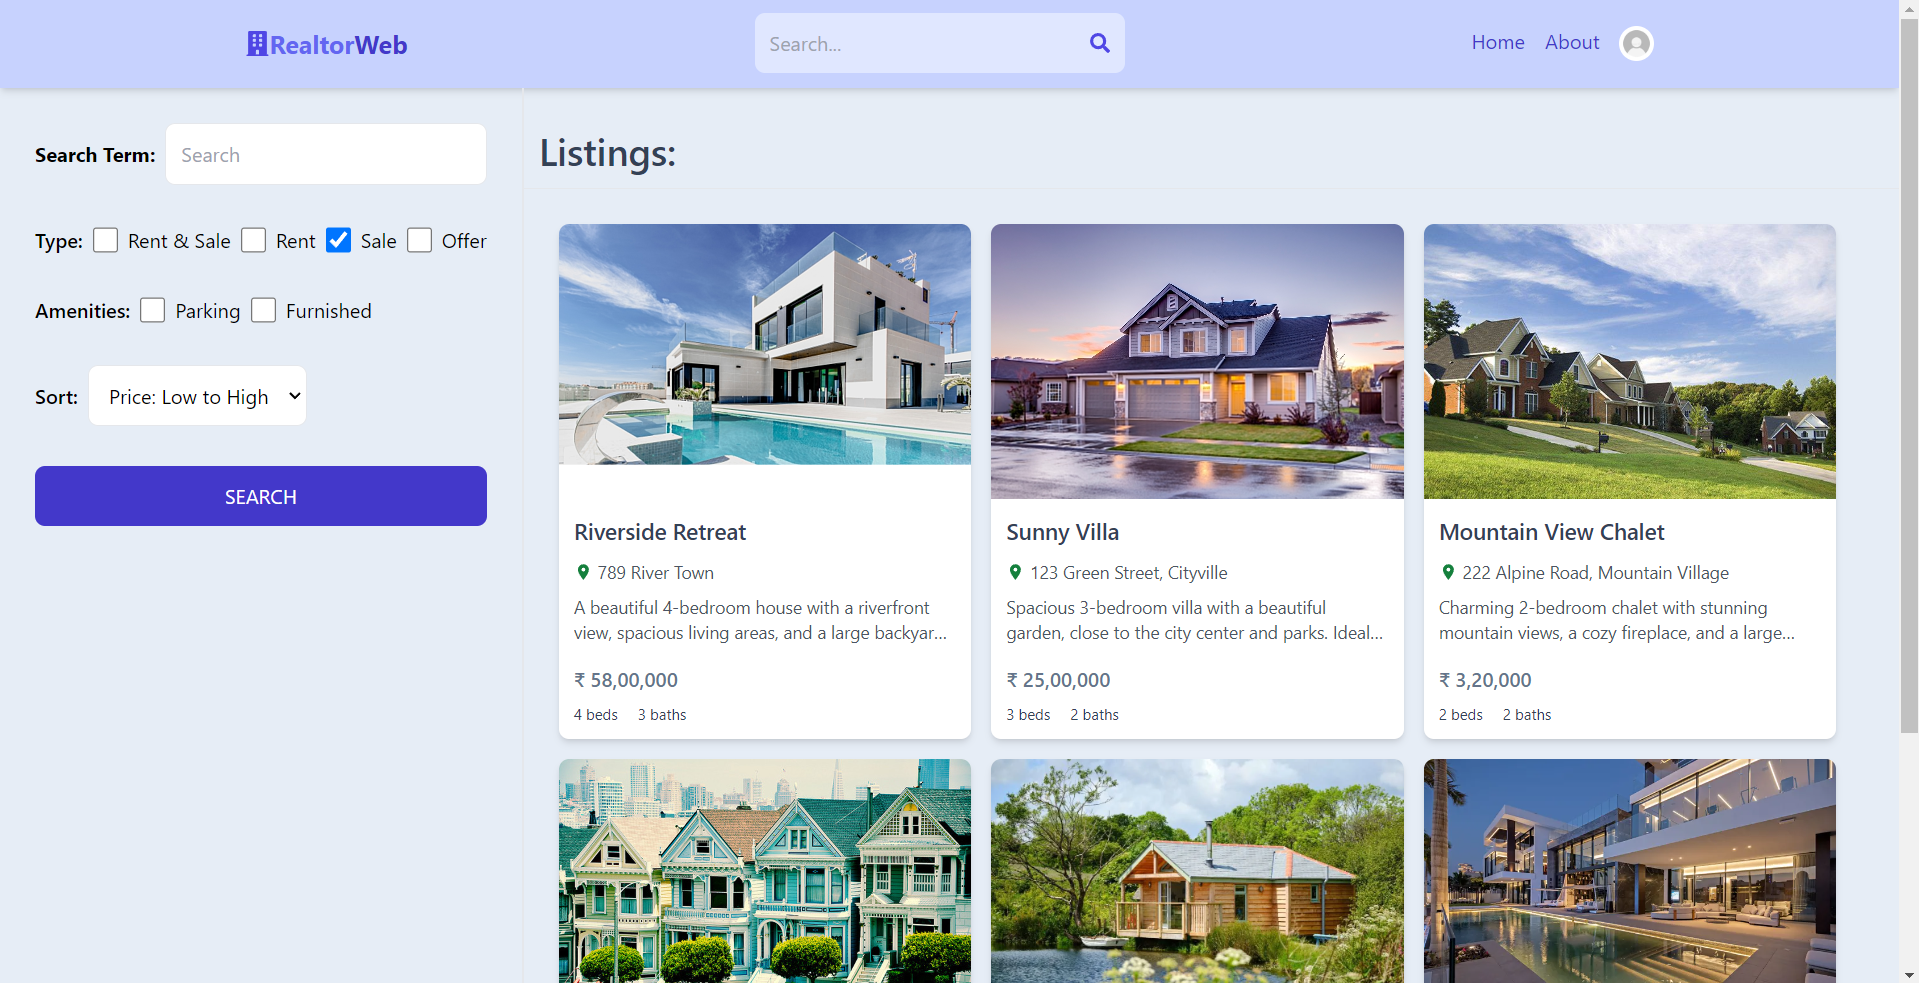 RealtorWeb
Search...
Home
About
Search Term:
Search
Type:
Rent & Sale
Rent
Sale
Offer
Amenities:
Parking
Furnished
Sort:
Price: Low to High
SEARCH
Listings:
Riverside Retreat
789 River Town
A beautiful 4-bedroom house with a riverfront
view, spacious living areas, and a large backyar...
₹ 58,00,000
4 beds
3 baths
Sunny Villa
123 Green Street, Cityville
Spacious 3-bedroom villa with a beautiful
garden, close to the city center and parks. Ideal...
₹ 25,00,000
3 beds
2 baths
Mountain View Chalet
222 Alpine Road, Mountain Village
Charming 2-bedroom chalet with stunning
mountain views, a cozy fireplace, and a large...
₹ 3,20,000
2 beds
2 baths